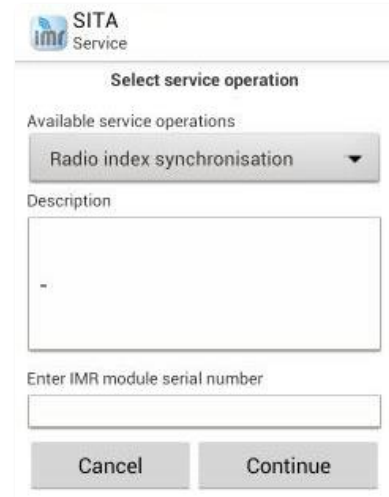 imr
SITA
Service
Select service operation
Available service operations
Radio index synchronisation
Description
-
Enter IMR module serial number
Cancel Continue